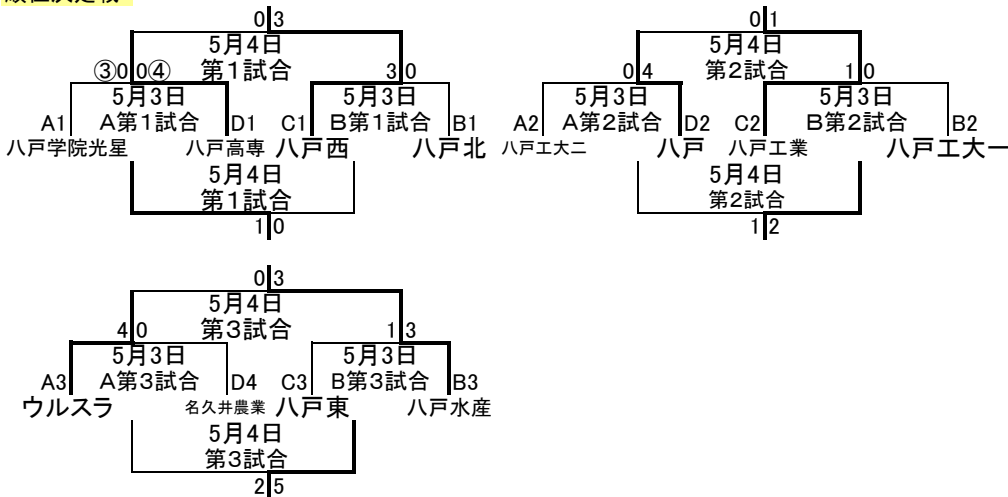 0 3　0 1
5月4日　5月4日
第1試合　第2試合
③0 0④　3 0　0 4　1 0
5月3日　5月3日　5月3日　5月3日
A1　A第1試合　D1　C1　B第1試合　B1　A2　A第2試合　D2　C2　B第2試合　B2
八戸学院光星　八戸高専　八戸西　八戸北　八戸工大二　八戸　八戸工業　八戸工大一
5月4日　5月4日
第1試合　第2試合
1 0　1 2
0 3
5月4日
第3試合
4 0　1 3
5月3日　5月3日
A3　A第3試合　D4　C3　B第3試合　B3
ウルスラ　名久井農業　八戸東　八戸水産
5月4日
第3試合
2 5